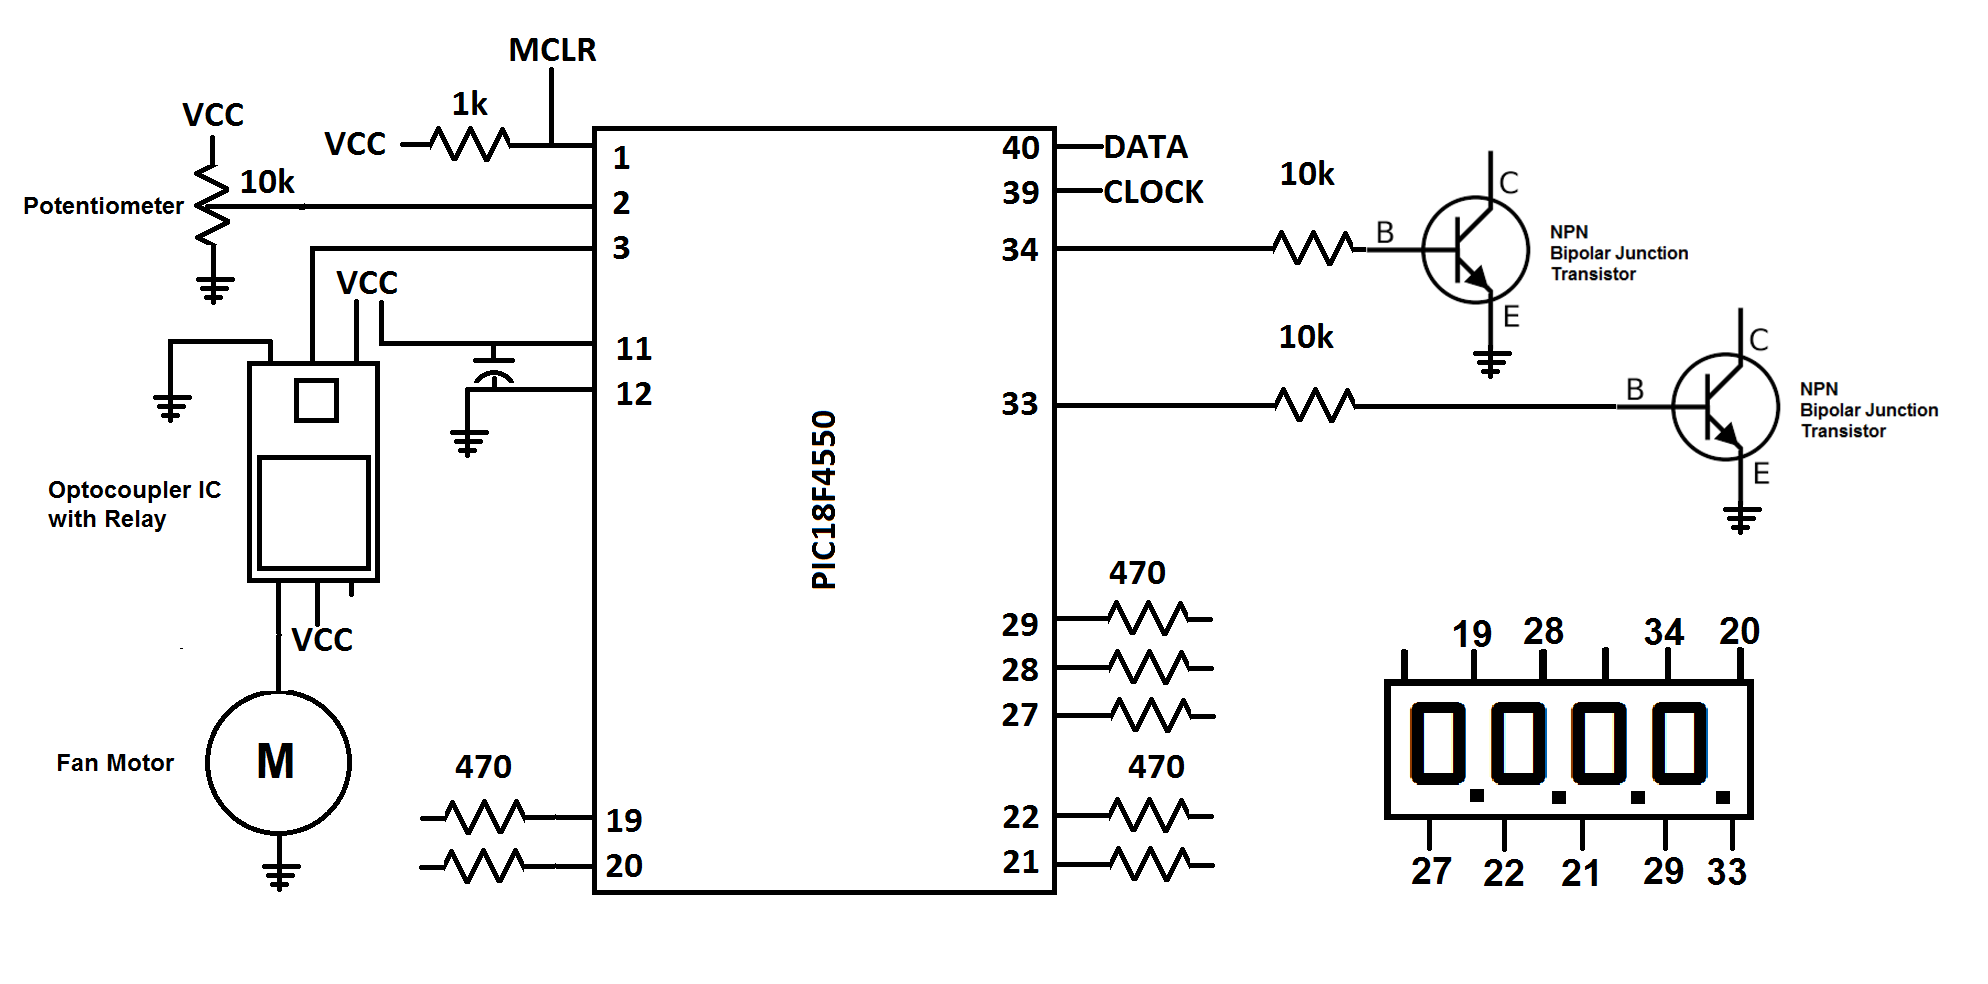 MCLR
1k
VCC
VCC
10k
Potentiometer
1
2
3
VCC
11
12
Optocoupler IC
with Relay
VCC
M
Fan Motor
470
19
20
PIC18F4550
40
DATA
39
CLOCK
34
10k
B
C
E
NPN
Bipolar Junction
Transistor
33
10k
B
C
E
NPN
Bipolar Junction
Transistor
470
29
28
27
470
22
21
19 28 34 20
0.0.0.0.
27 22 21 29 33